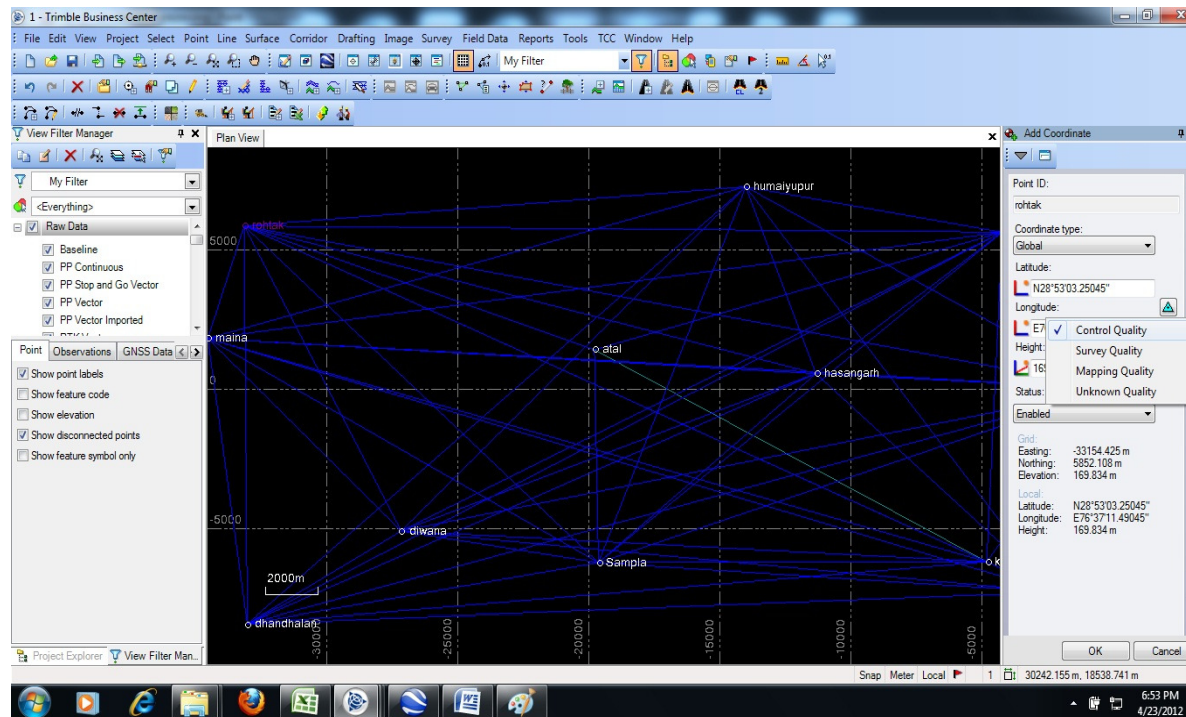 1 - Trimble Business Center
File Edit View Project Select Point Line Surface Corridor Drafting Image Survey Field Data Reports Tools TCC Window Help
My Filter
View Filter Manager
Plan View
Add Coordinate
My Filter
<Everything>
Raw Data
Baseline
PP Continuous
PP Stop and Go Vector
PP Vector
PP Vector Imported
Point Observations GNSS Data
Show point labels
Show feature code
Show elevation
Show disconnected points
Show feature symbol only
Project Explorer View Filter Man...
humaiyupur
rohtak
5000
maina
atal
0
hasangarh
-5000
diwana
Sampla
k
2000m
dhandhalan
-30000
-25000
-20000
-15000
-10000
-5000
Point ID:
rohtak
Coordinate type:
Global
Latitude:
N28°53'03.25045"
Longitude:
E7
Control Quality
Height:
Survey Quality
169
Mapping Quality
Status:
Unknown Quality
Enabled
Grid:
Easting: -33154.425 m
Northing: 5852.108 m
Elevation: 169.834 m
Local:
Latitude: N28°53'03.25045"
Longitude: E76°37'11.49045"
Height: 169.834 m
OK Cancel
Snap Meter Local 1 30242.155 m, 18538.741 m
6:53 PM
4/23/2012